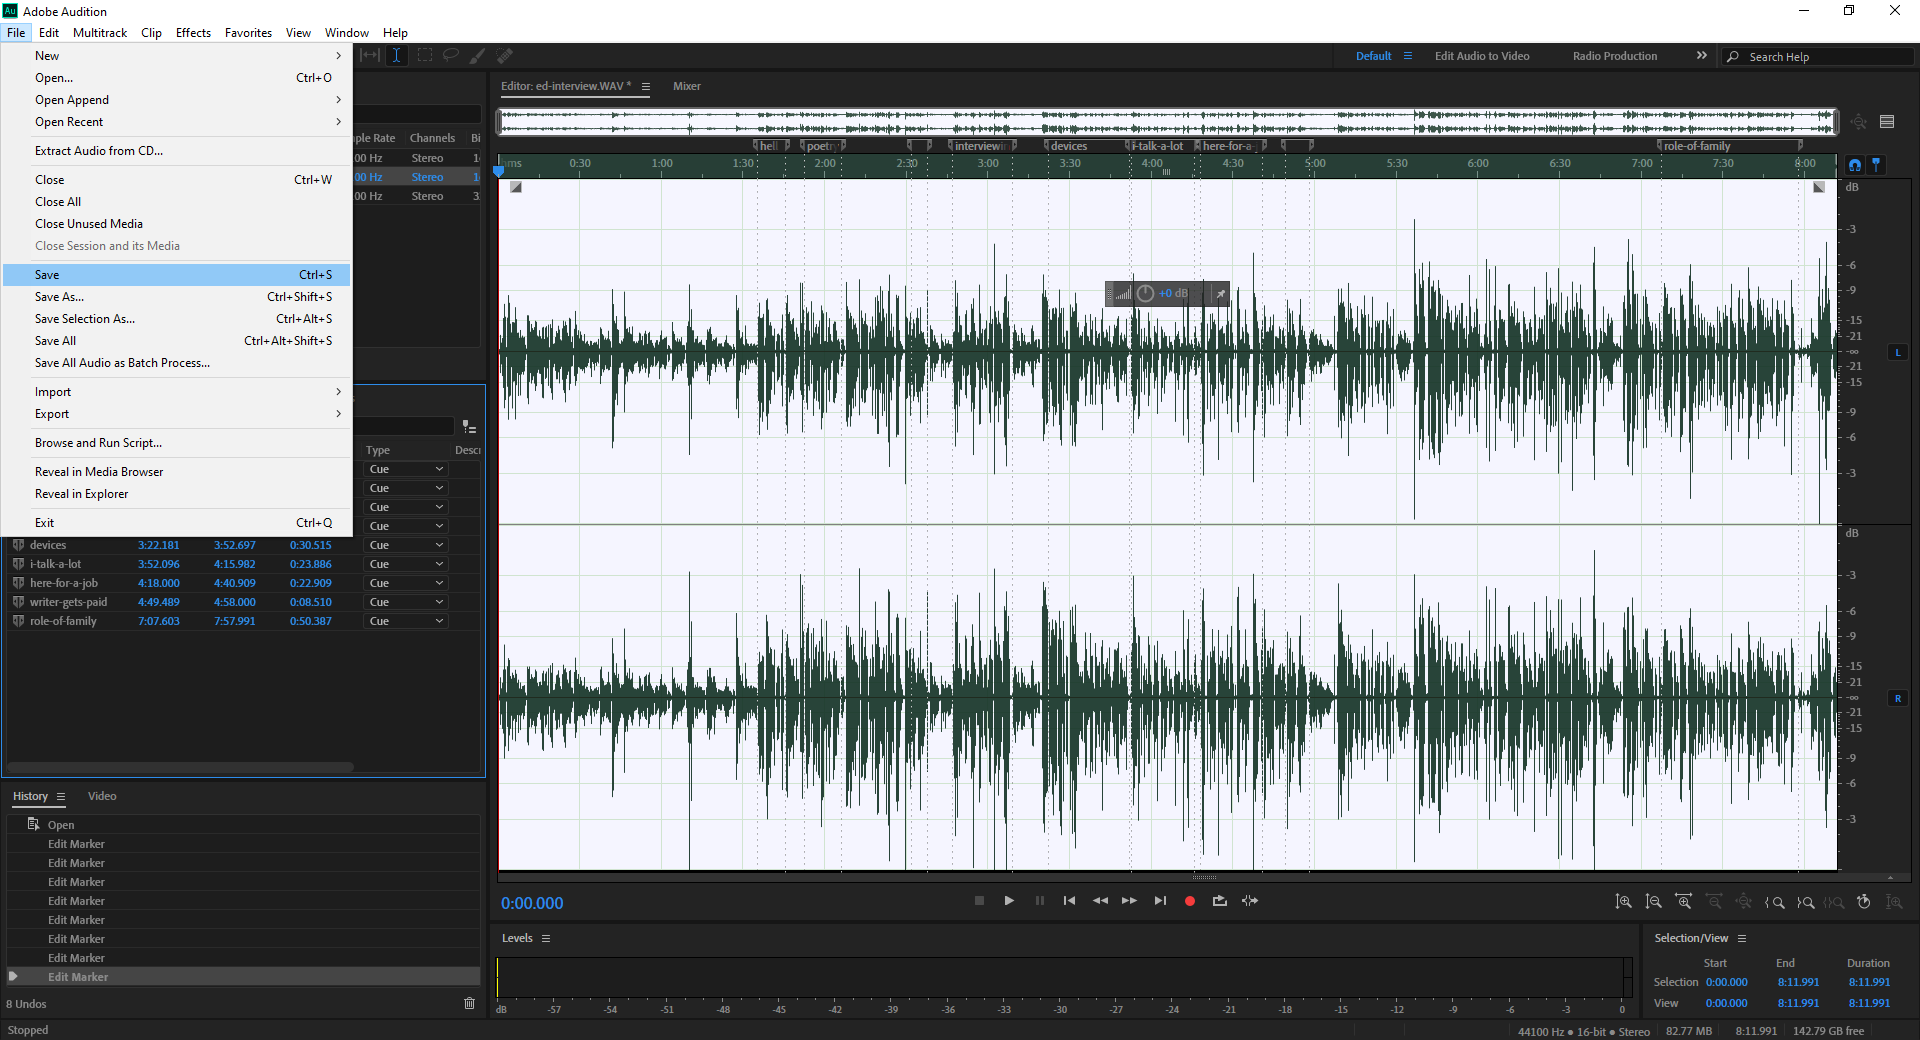 Au Adobe Audition
File Edit Multitrack Clip Effects Favorites View Window Help
New
Open... Ctrl+O
Open Append
Open Recent
Extract Audio from CD...
Close Ctrl+W
Close All
Close Unused Media
Close Session and its Media
Save Ctrl+S
Save As... Ctrl+Shift+S
Save Selection As... Ctrl+Alt+S
Save All Ctrl+Alt+Shift+S
Save All Audio as Batch Process...
Import
Export
Browse and Run Script...
Reveal in Media Browser
Reveal in Explorer
Exit Ctrl+Q
Default Edit Audio to Video Radio Production Search Help
ple Rate Channels Bi
00 Hz Stereo
00 Hz Stereo
00 Hz Stereo
Type Descr
Cue
Cue
Cue
Cue
devices 3:22.181 3:52.697 0:30.515 Cue
i-talk-a-lot 3:52.096 4:15.982 0:23.886 Cue
here-for-a-job 4:18.000 4:40.909 0:22.909 Cue
writer-gets-paid 4:49.489 4:58.000 0:08.510 Cue
role-of-family 7:07.603 7:57.991 0:50.387 Cue
History Video
Open
Edit Marker
Edit Marker
Edit Marker
Edit Marker
Edit Marker
Edit Marker
Edit Marker
Edit Marker
8 Undos
Stopped
Editor: ed-interview.WAV * Mixer
hell poetry interviewin devices i-talk-a-lot here-for-a- role-of-family
hms 0:30 1:00 1:30 2:00 2:30 3:00 3:30 4:00 4:30 5:00 5:30 6:00 6:30 7:00 7:30 8:00
+0 dB
dB
-3
-6
-9
-15
-21
-∞
-21
-15
-9
-6
-3
L
dB
-3
-6
-9
-15
-21
-∞
-21
-15
-9
-6
-3
R
0:00.000
Levels
dB -57 -54 -51 -48 -45 -42 -39 -36 -33 -30 -27 -24 -21 -18 -15 -12 -9 -6 -3 0
Selection/View
Start End Duration
Selection 0:00.000 8:11.991 8:11.991
View 0:00.000 8:11.991 8:11.991
44100 Hz ● 16-bit ● Stereo 82.77 MB 8:11.991 142.79 GB free